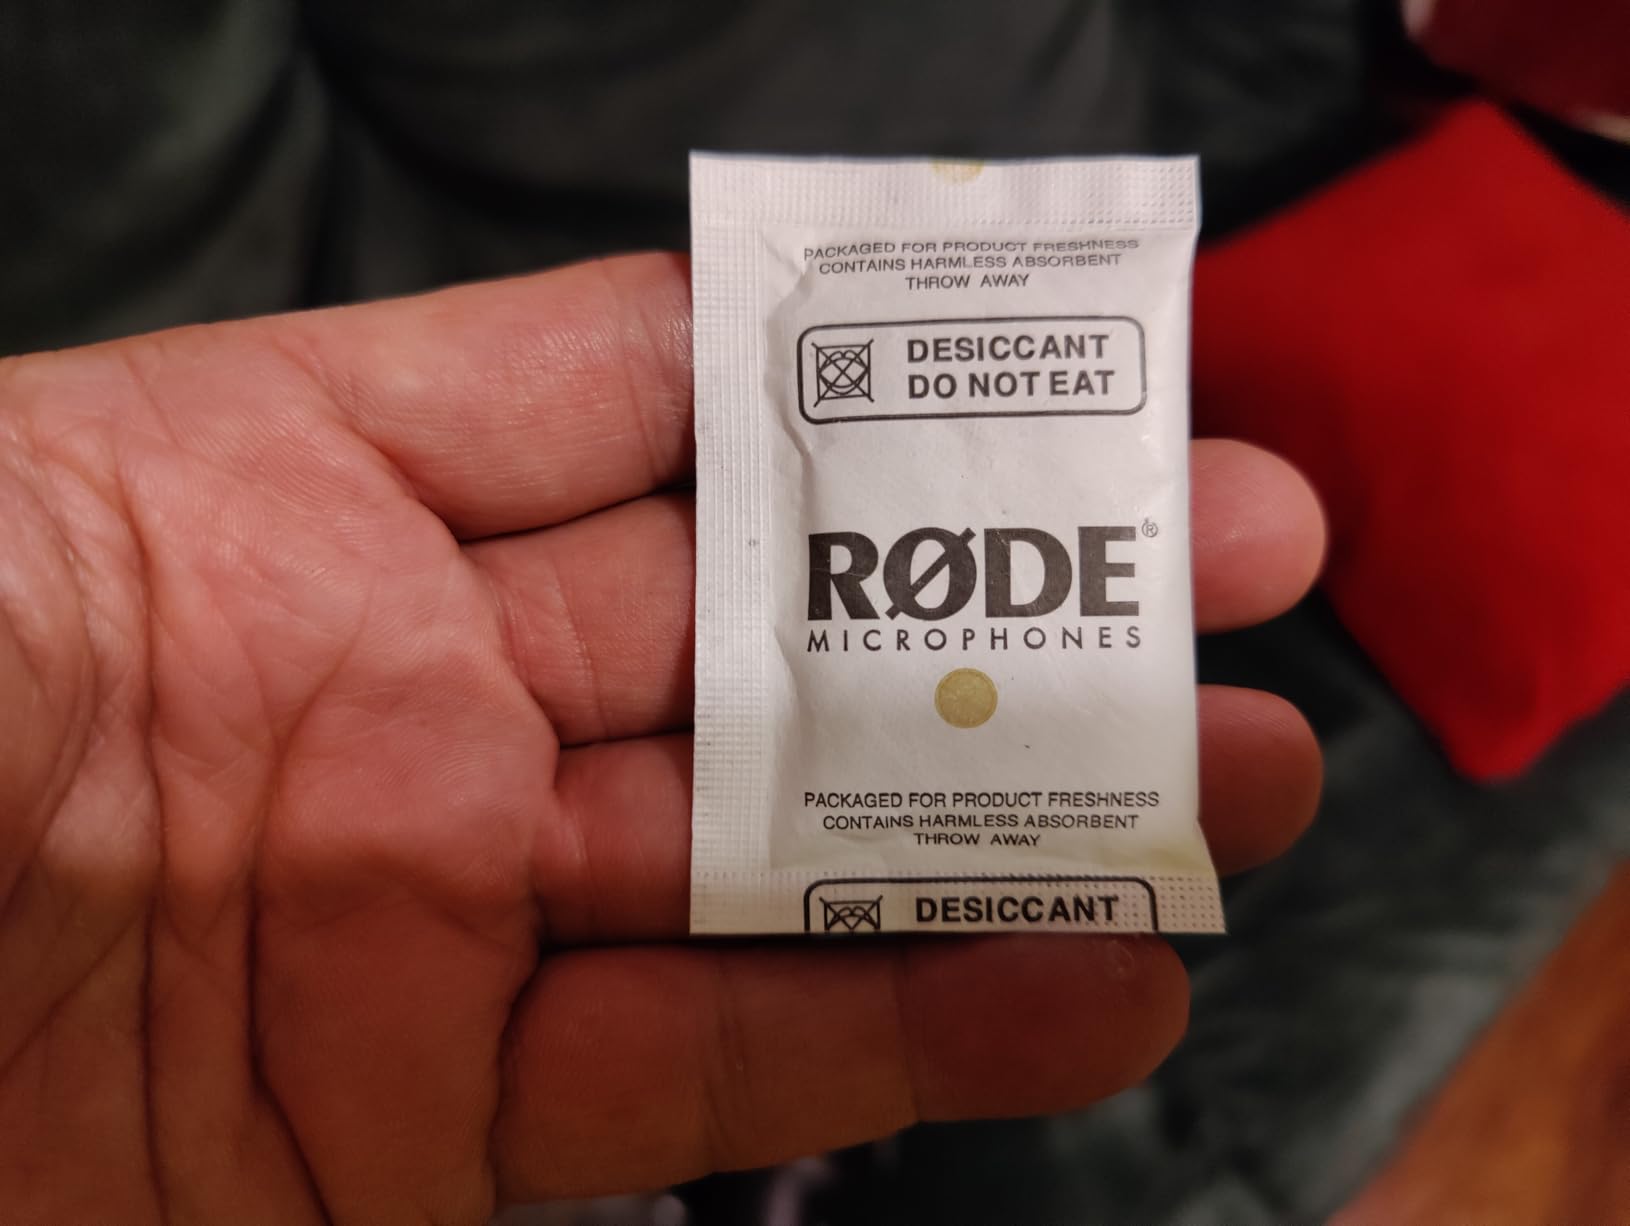 PACKAGED FOR PRODUCT FRESHNESS
CONTAINS HARMLESS ABSORBENT
THROW AWAY
DESICCANT
DO NOT EAT
RØDE®
MICROPHONES
PACKAGED FOR PRODUCT FRESHNESS
CONTAINS HARMLESS ABSORBENT
THROW AWAY
DESICCANT